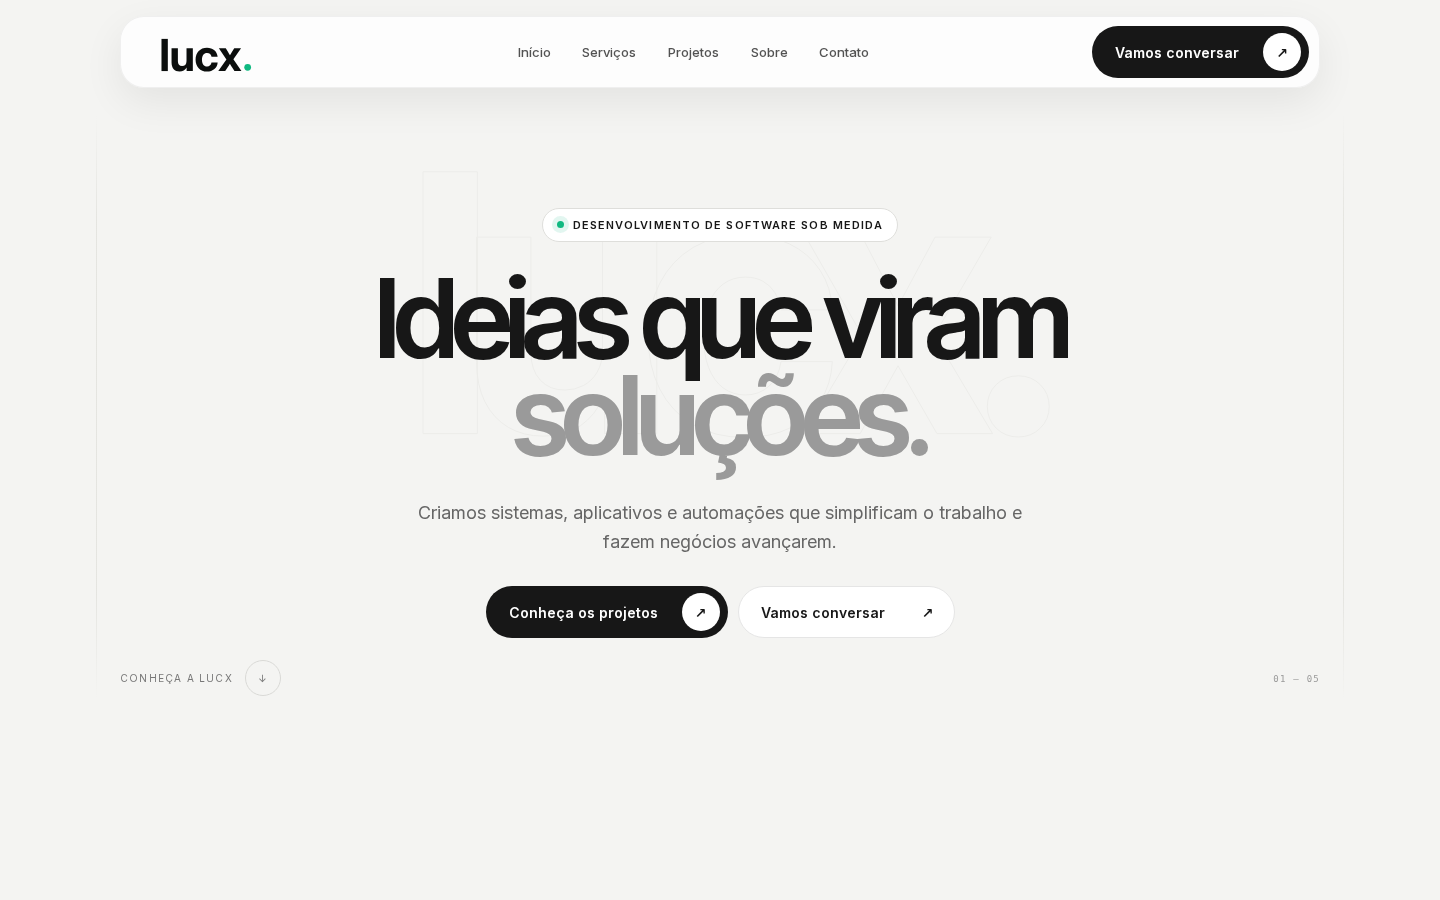 lucx.
Início
Serviços
Projetos
Sobre
Contato
Vamos conversar ↗
lucx.
DESENVOLVIMENTO DE SOFTWARE SOB MEDIDA
Ideias que viram
soluções.
Criamos sistemas, aplicativos e automações que simplificam o trabalho e
fazem negócios avançarem.
Conheça os projetos ↗
Vamos conversar ↗
CONHEÇA A LUCX ↓
01 — 05